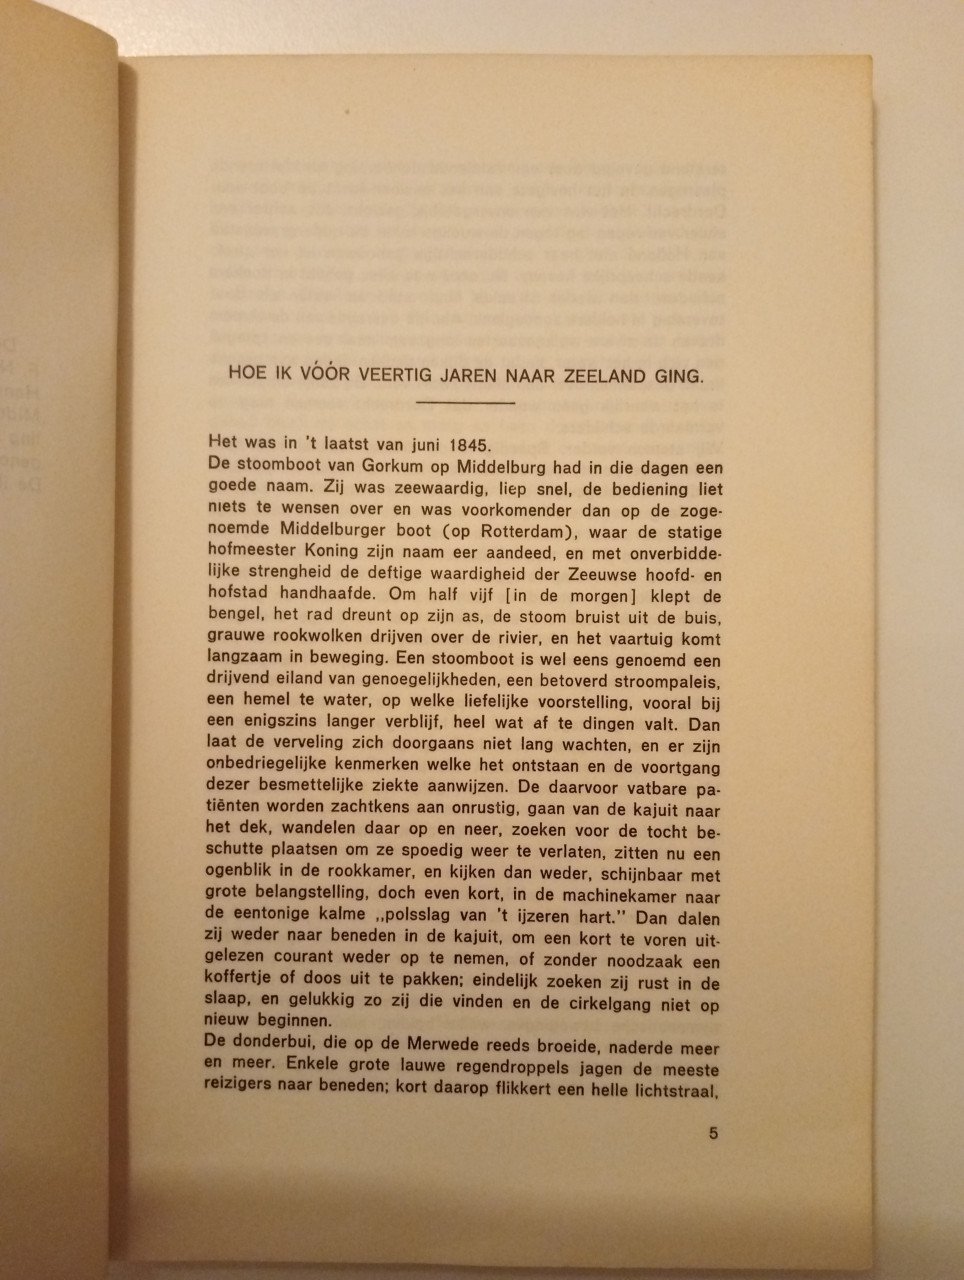 HOE IK VÓÓR VEERTIG JAREN NAAR ZEELAND GING.
Het was in 't laatst van juni 1845.
De stoomboot van Gorkum op Middelburg had in die dagen een
goede naam. Zij was zeewaardig, liep snel, de bediening liet
niets te wensen over en was voorkomender dan op de zoge-
noemde Middelburger boot (op Rotterdam), waar de statige
hofmeester Koning zijn naam eer aandeed, en met onverbidde-
lijke strengheid de deftige waardigheid der Zeeuwse hoofd- en
hofstad handhaafde. Om half vijf [in de morgen] klept de
bengel, het rad dreunt op zijn as, de stoom bruist uit de buis,
grauwe rookwolken drijven over de rivier, en het vaartuig komt
langzaam in beweging. Een stoomboot is wel eens genoemd een
drijvend eiland van genoegelijkheden, een betoverd stroompaleis,
een hemel te water, op welke liefelijke voorstelling, vooral bij
een enigszins langer verblijf, heel wat af te dingen valt. Dan
laat de verveling zich doorgaans niet lang wachten, en er zijn
onbedriegelijke kenmerken welke het ontstaan en de voortgang
dezer besmettelijke ziekte aanwijzen. De daarvoor vatbare pa-
tiënten worden zachtkens aan onrustig, gaan van de kajuit naar
het dek, wandelen daar op en neer, zoeken voor de tocht be-
schutte plaatsen om ze spoedig weer te verlaten, zitten nu een
ogenblik in de rookkamer, en kijken dan weder, schijnbaar met
grote belangstelling, doch even kort, in de machinekamer naar
de eentonige kalme „polsslag van 't ijzeren hart." Dan dalen
zij weder naar beneden in de kajuit, om een kort te voren uit-
gelezen courant weder op te nemen, of zonder noodzaak een
koffertje of doos uit te pakken; eindelijk zoeken zij rust in de
slaap, en gelukkig zo zij die vinden en de cirkelgang niet op
nieuw beginnen.
De donderbui, die op de Merwede reeds broeide, naderde meer
en meer. Enkele grote lauwe regendroppels jagen de meeste
reizigers naar beneden; kort daarop flikkert een helle lichtstraal,
5